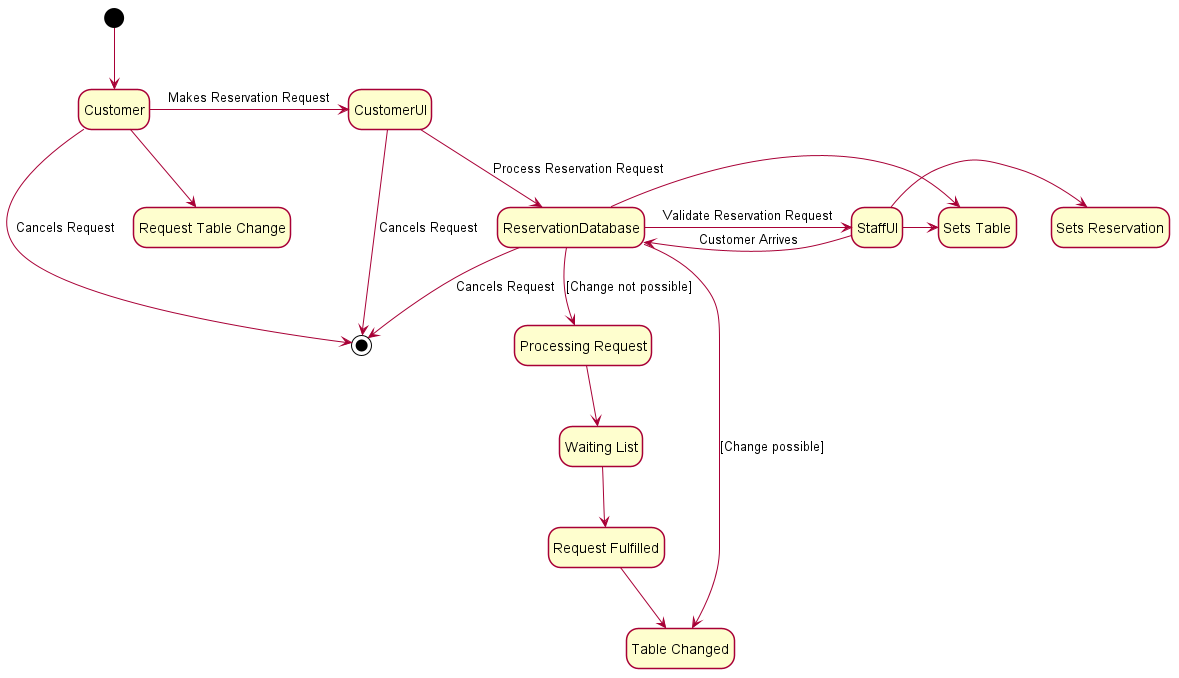 Customer
Makes Reservation Request
CustomerUI
Process Reservation Request
Cancels Request
Request Table Change
Cancels Request
ReservationDatabase
Validate Reservation Request
Customer Arrives
StaffUI
Sets Table
Sets Reservation
Cancels Request
[Change not possible]
Processing Request
Waiting List
[Change possible]
Request Fulfilled
Table Changed